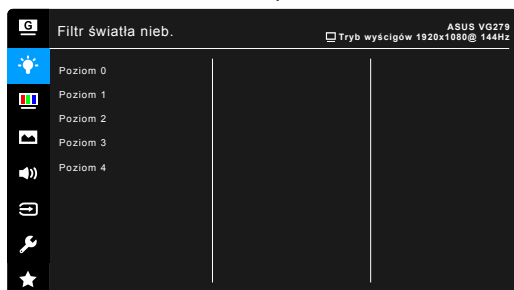 G
Filtr światła nieb.
ASUS VG279
Tryb wyścigów 1920x1080@ 144Hz
Poziom 0
Poziom 1
Poziom 2
Poziom 3
Poziom 4